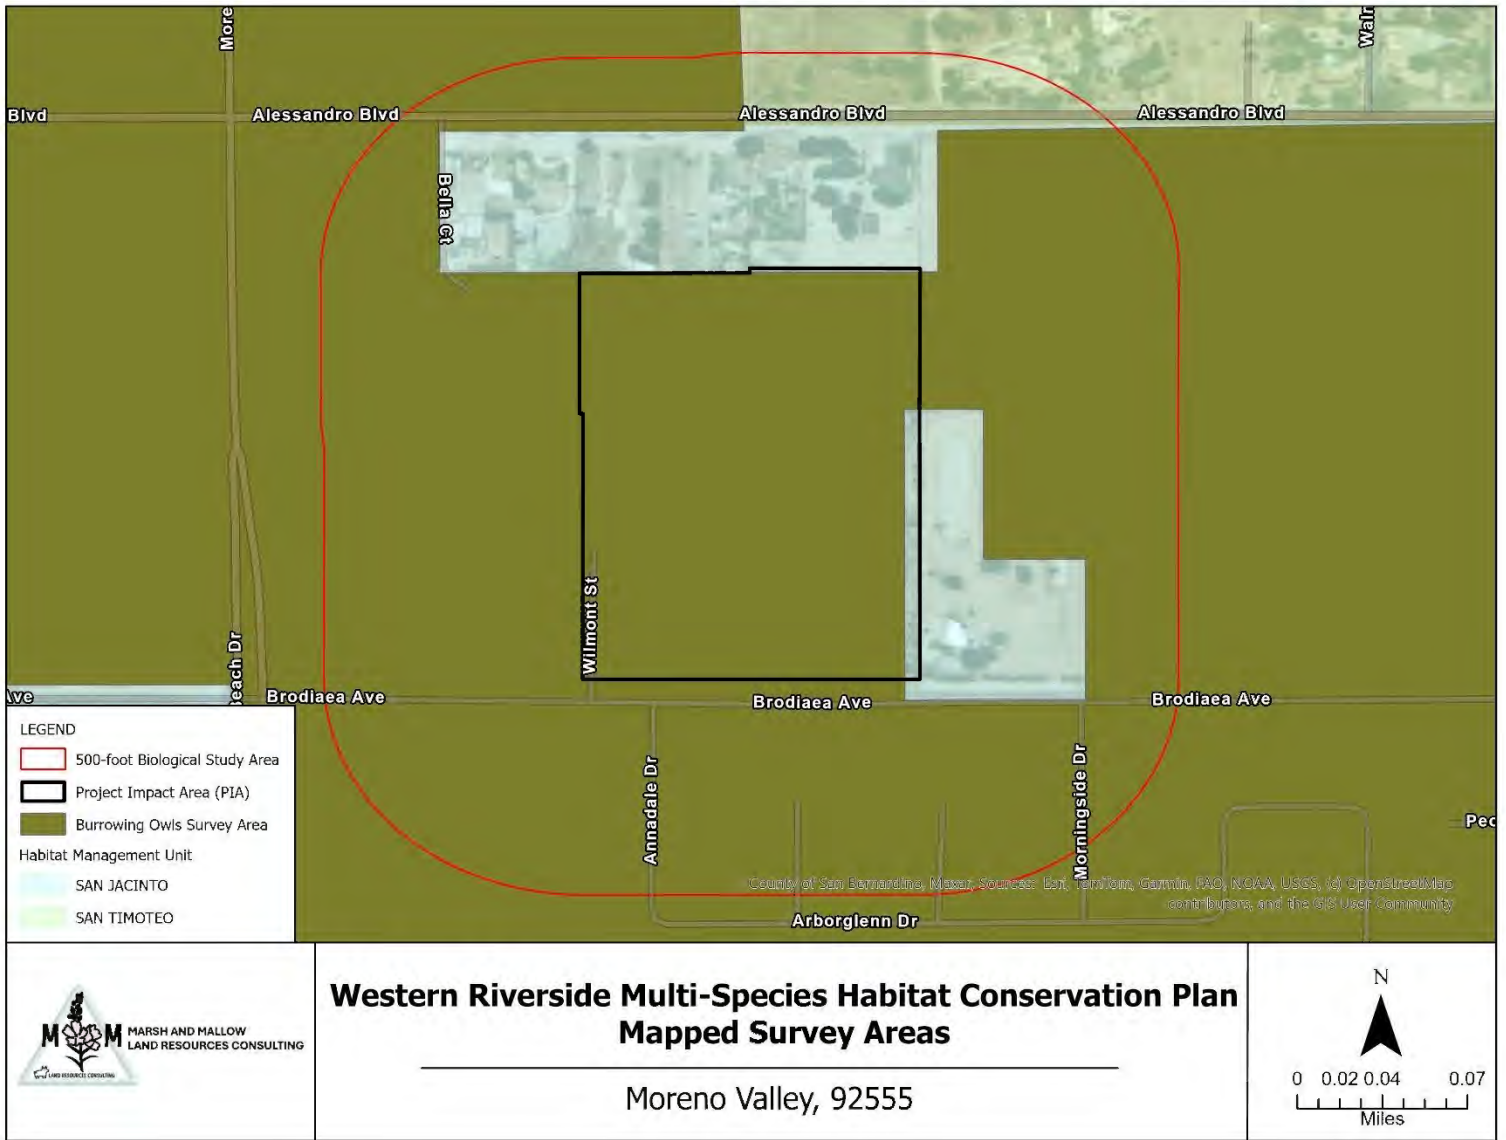 More
Walr
Blvd
Alessandro Blvd
Alessandro Blvd
Alessandro Blvd
Bella Ct
Wilmont St
Beach Dr
Ave
Brodiaea Ave
Brodiaea Ave
Brodiaea Ave
Annadale Dr
Morningside Dr
Pec
Arborglenn Dr
County of San Bernardino, Maxar, Sources: Esri, TomTom, Garmin, FAO, NOAA, USGS, (c) OpenStreetMap
contributors, and the GIS User Community
LEGEND
500-foot Biological Study Area
Project Impact Area (PIA)
Burrowing Owls Survey Area
Habitat Management Unit
SAN JACINTO
SAN TIMOTEO
M M
MARSH AND MALLOW
LAND RESOURCES CONSULTING
LAND RESOURCES CONSULTING
Western Riverside Multi-Species Habitat Conservation Plan
Mapped Survey Areas
Moreno Valley, 92555
N
0 0.02 0.04 0.07
Miles